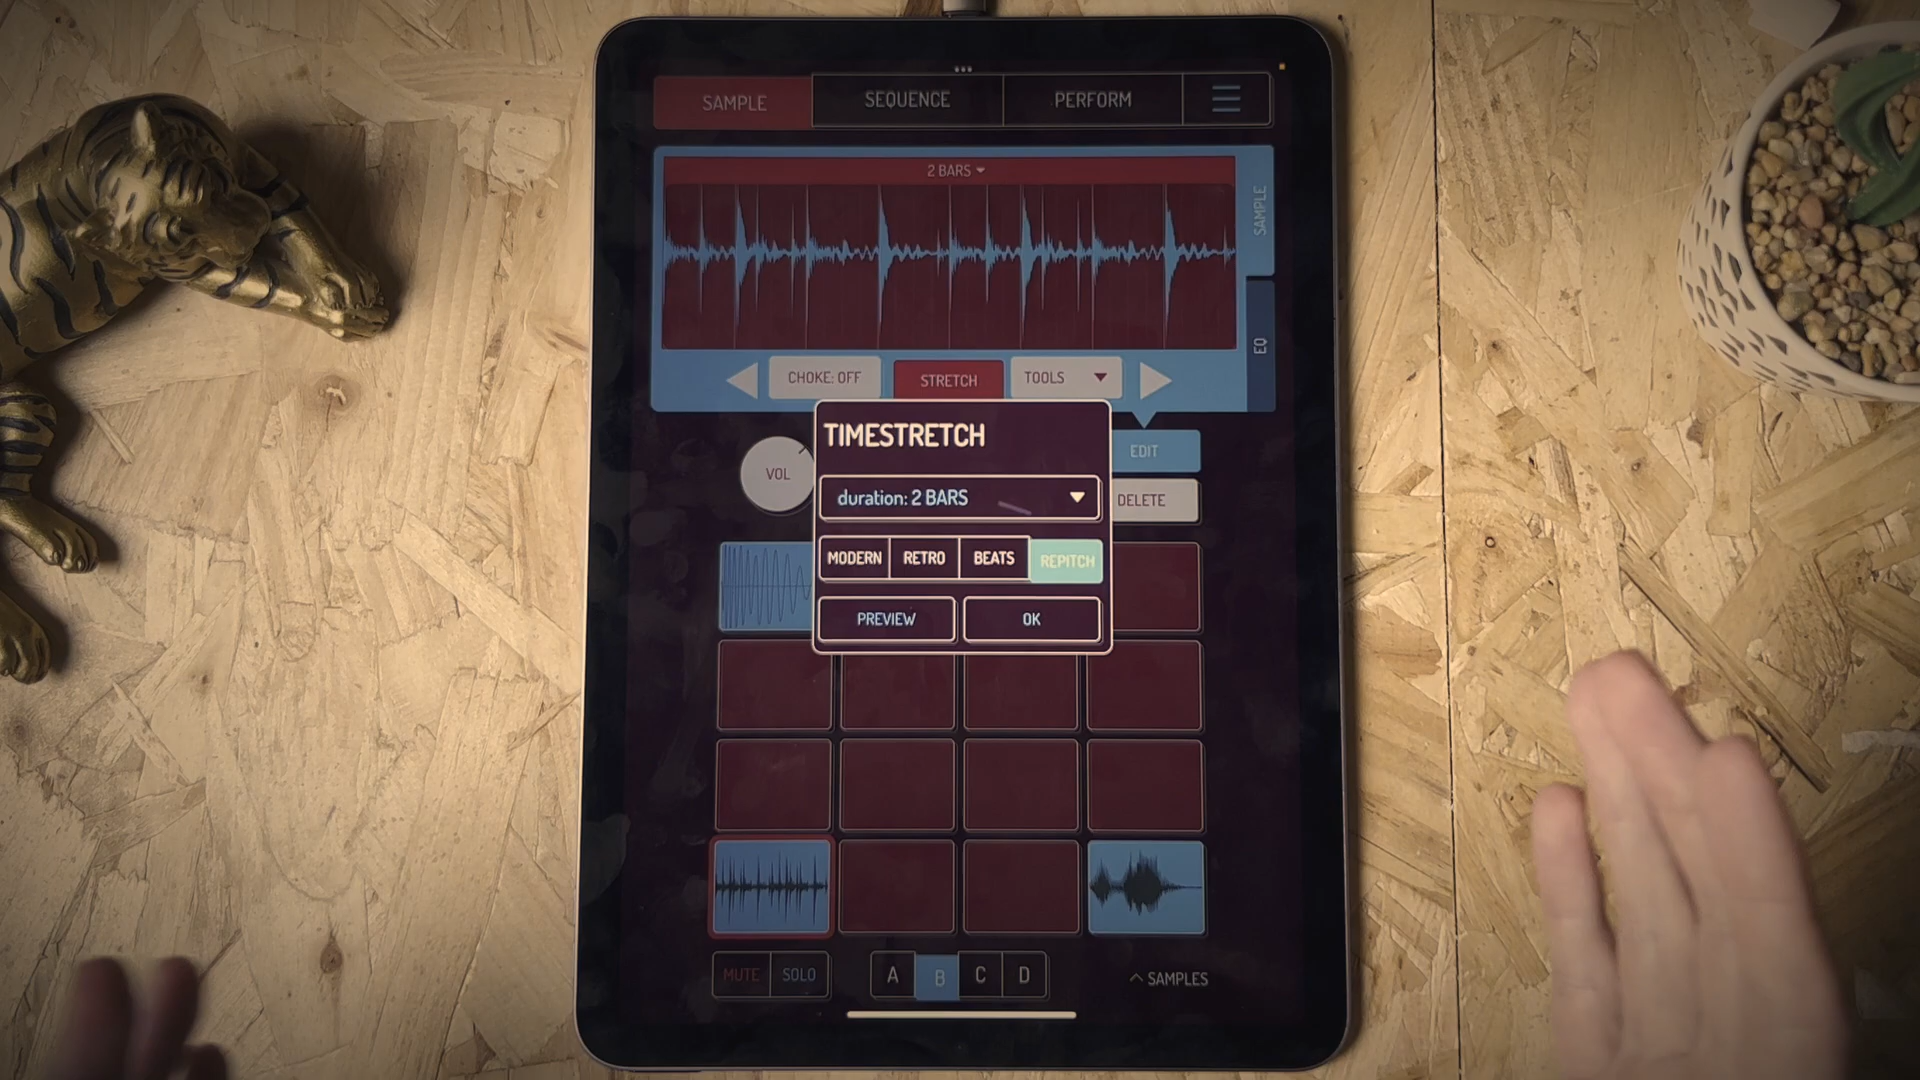 SAMPLE SEQUENCE PERFORM
2 BARS
SAMPLE
EQ
CHOKE: OFF STRETCH TOOLS
TIMESTRETCH
VOL
EDIT
duration: 2 BARS
DELETE
MODERN RETRO BEATS REPITCH
PREVIEW OK
MUTE SOLO A B C D SAMPLES